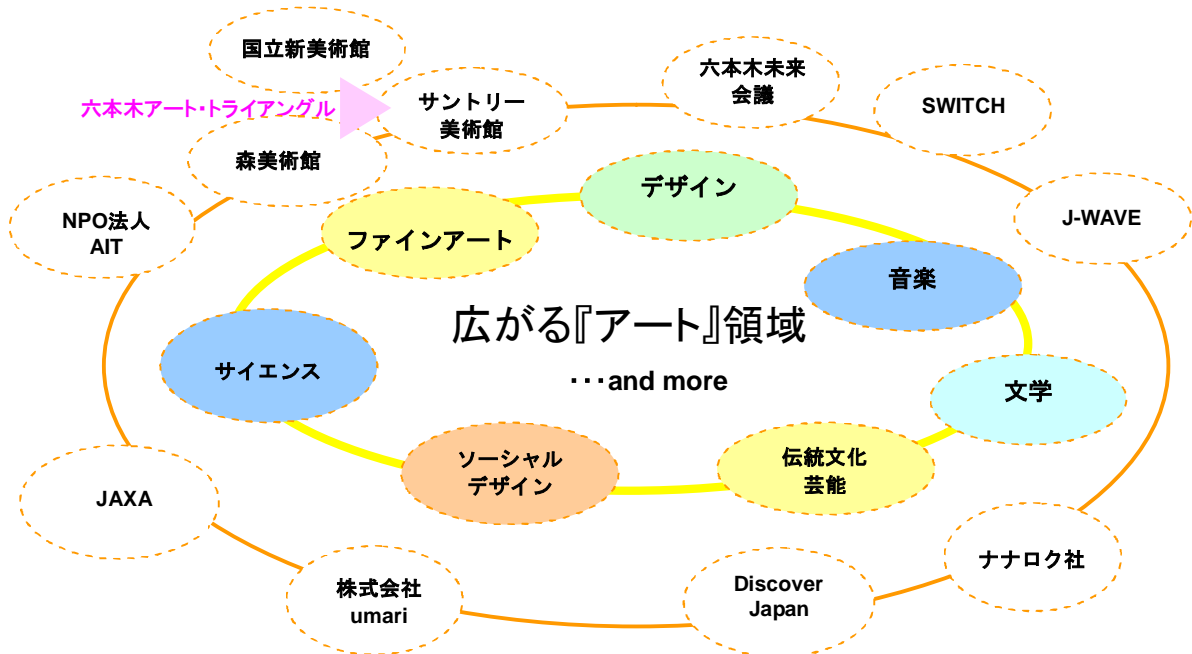 国立新美術館
六本木アート・トライアングル
サントリー
美術館
六本木未来
会議
SWITCH
森美術館
NPO法人
AIT
ファインアート
デザイン
J-WAVE
音楽
広がる『アート』領域
･･･and more
サイエンス
文学
ソーシャル
デザイン
伝統文化
芸能
JAXA
ナナロク社
株式会社
umari
Discover
Japan